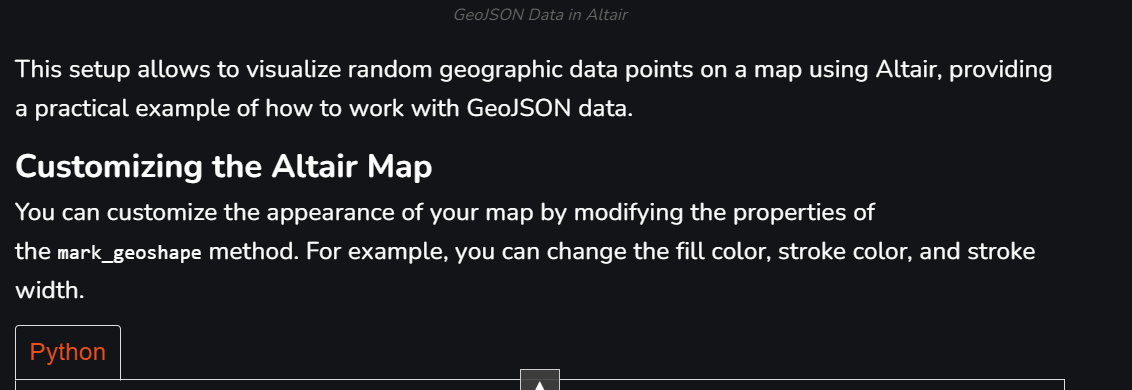 GeoJSON Data in Altair
This setup allows to visualize random geographic data points on a map using Altair, providing
a practical example of how to work with GeoJSON data.
Customizing the Altair Map
You can customize the appearance of your map by modifying the properties of
the mark_geoshape method. For example, you can change the fill color, stroke color, and stroke
width.
Python